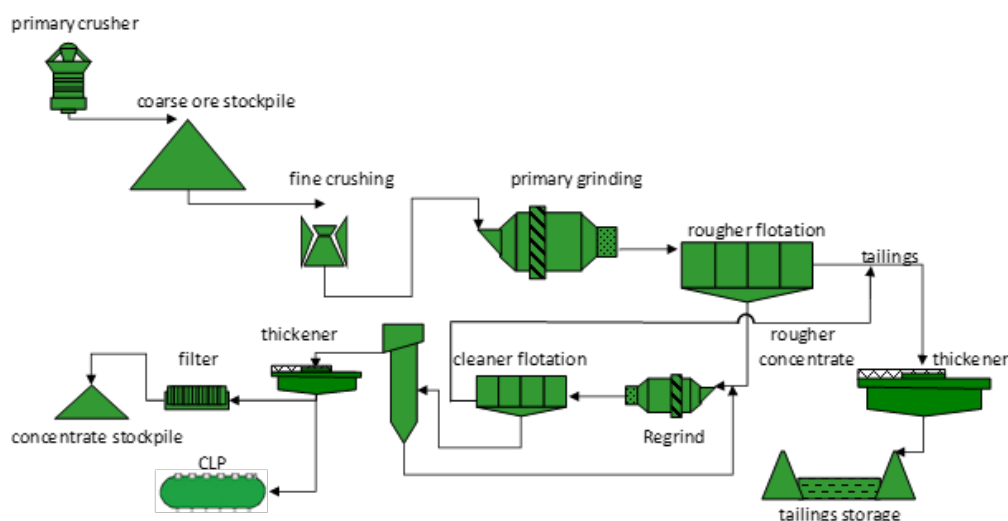 primary crusher
coarse ore stockpile
fine crushing
primary grinding
rougher flotation
tailings
thickener
filter
cleaner flotation
rougher
concentrate
thickener
concentrate stockpile
Regrind
CLP
tailings storage